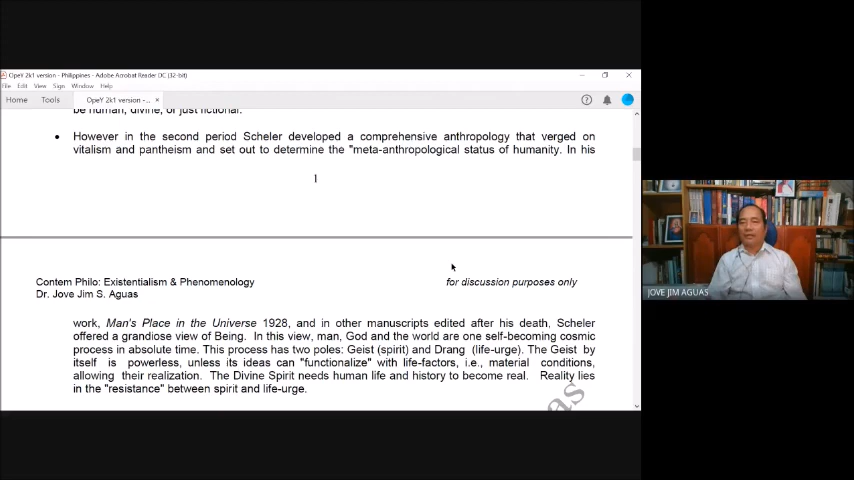 OpeY 2k1 version - Philippines - Adobe Acrobat Reader DC (32-bit)
File Edit View Sign Window Help
Home Tools OpeY 2k1 version -... ×
be human, divine, or just fictional.
• However in the second period Scheler developed a comprehensive anthropology that verged on
vitalism and pantheism and set out to determine the "meta-anthropological status of humanity. In his
1
Contem Philo: Existentialism & Phenomenology for discussion purposes only
Dr. Jove Jim S. Aguas
work, Man's Place in the Universe 1928, and in other manuscripts edited after his death, Scheler
offered a grandiose view of Being. In this view, man, God and the world are one self-becoming cosmic
process in absolute time. This process has two poles: Geist (spirit) and Drang (life-urge). The Geist by
itself is powerless, unless its ideas can "functionalize" with life-factors, i.e., material conditions,
allowing their realization. The Divine Spirit needs human life and history to become real. Reality lies
in the "resistance" between spirit and life-urge.
as
JOVE JIM AGUAS